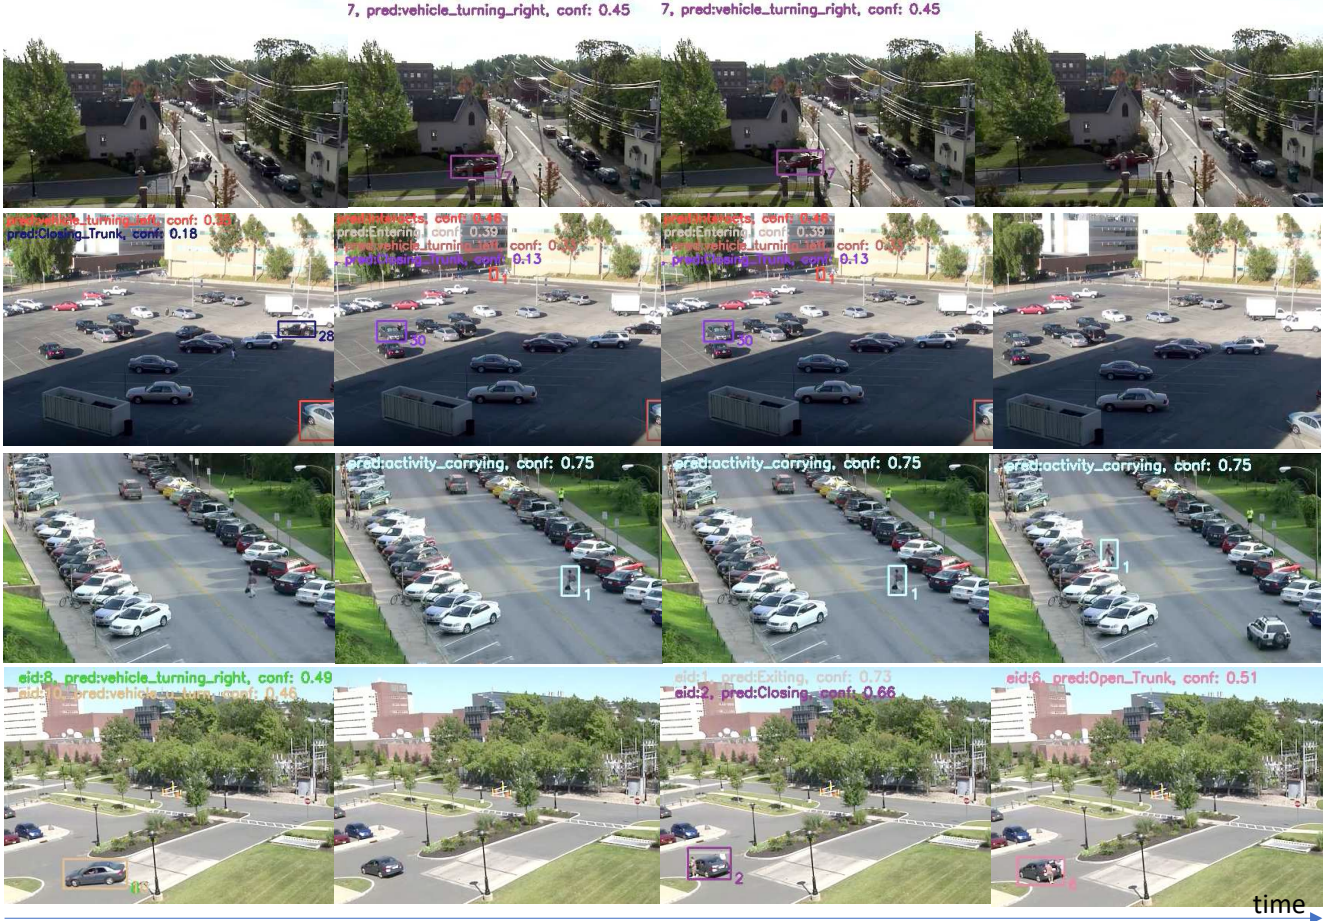 7, pred:vehicle_turning_right, conf: 0.45
7, pred:vehicle_turning_right, conf: 0.45
7
7
pred:vehicle_turning_left, conf:
pred:Closing_Trunk, conf: 0.18
pred:interacts, conf: 0.46
pred:Entering, conf: 0.39
pred:vehicle_turning_left, conf:
, pred:Closing_Trunk, conf: 0.13
pred:interacts, conf: 0.46
pred:Entering, conf: 0.39
pred:vehicle_turning_left, conf:
, pred:Closing_Trunk, conf: 0.13
1
1
28
30
30
pred:activity_carrying, conf: 0.75
pred:activity_carrying, conf: 0.75
pred:activity_carrying, conf: 0.75
1
1
1
eid:8, pred:vehicle_turning_right, conf: 0.49
eid:10, pred:vehicle_u_turn, conf: 0.46
eid:1, pred:Exiting, conf: 0.73
eid:2, pred:Closing, conf: 0.66
eid:6, pred:Open_Trunk, conf: 0.51
2
time